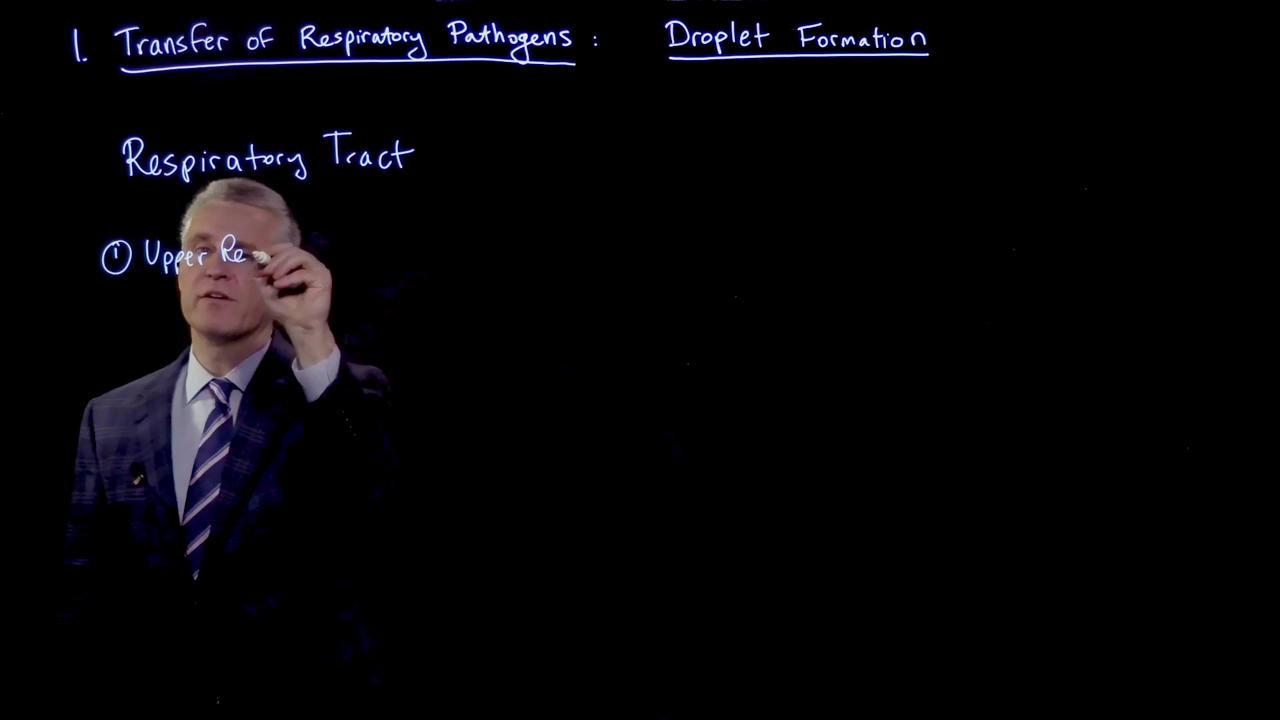 1. Transfer of Respiratory Pathogens : Droplet Formation
Respiratory Tract
① Upper Re